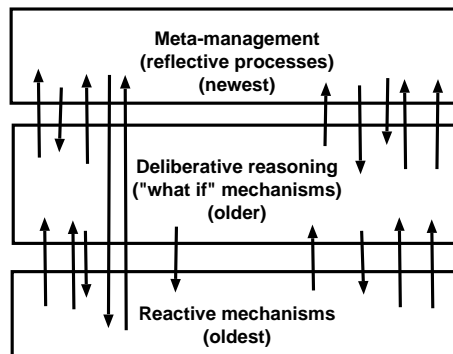 Meta-management
(reflective processes)
(newest)
Deliberative reasoning
("what if" mechanisms)
(older)
Reactive mechanisms
(oldest)